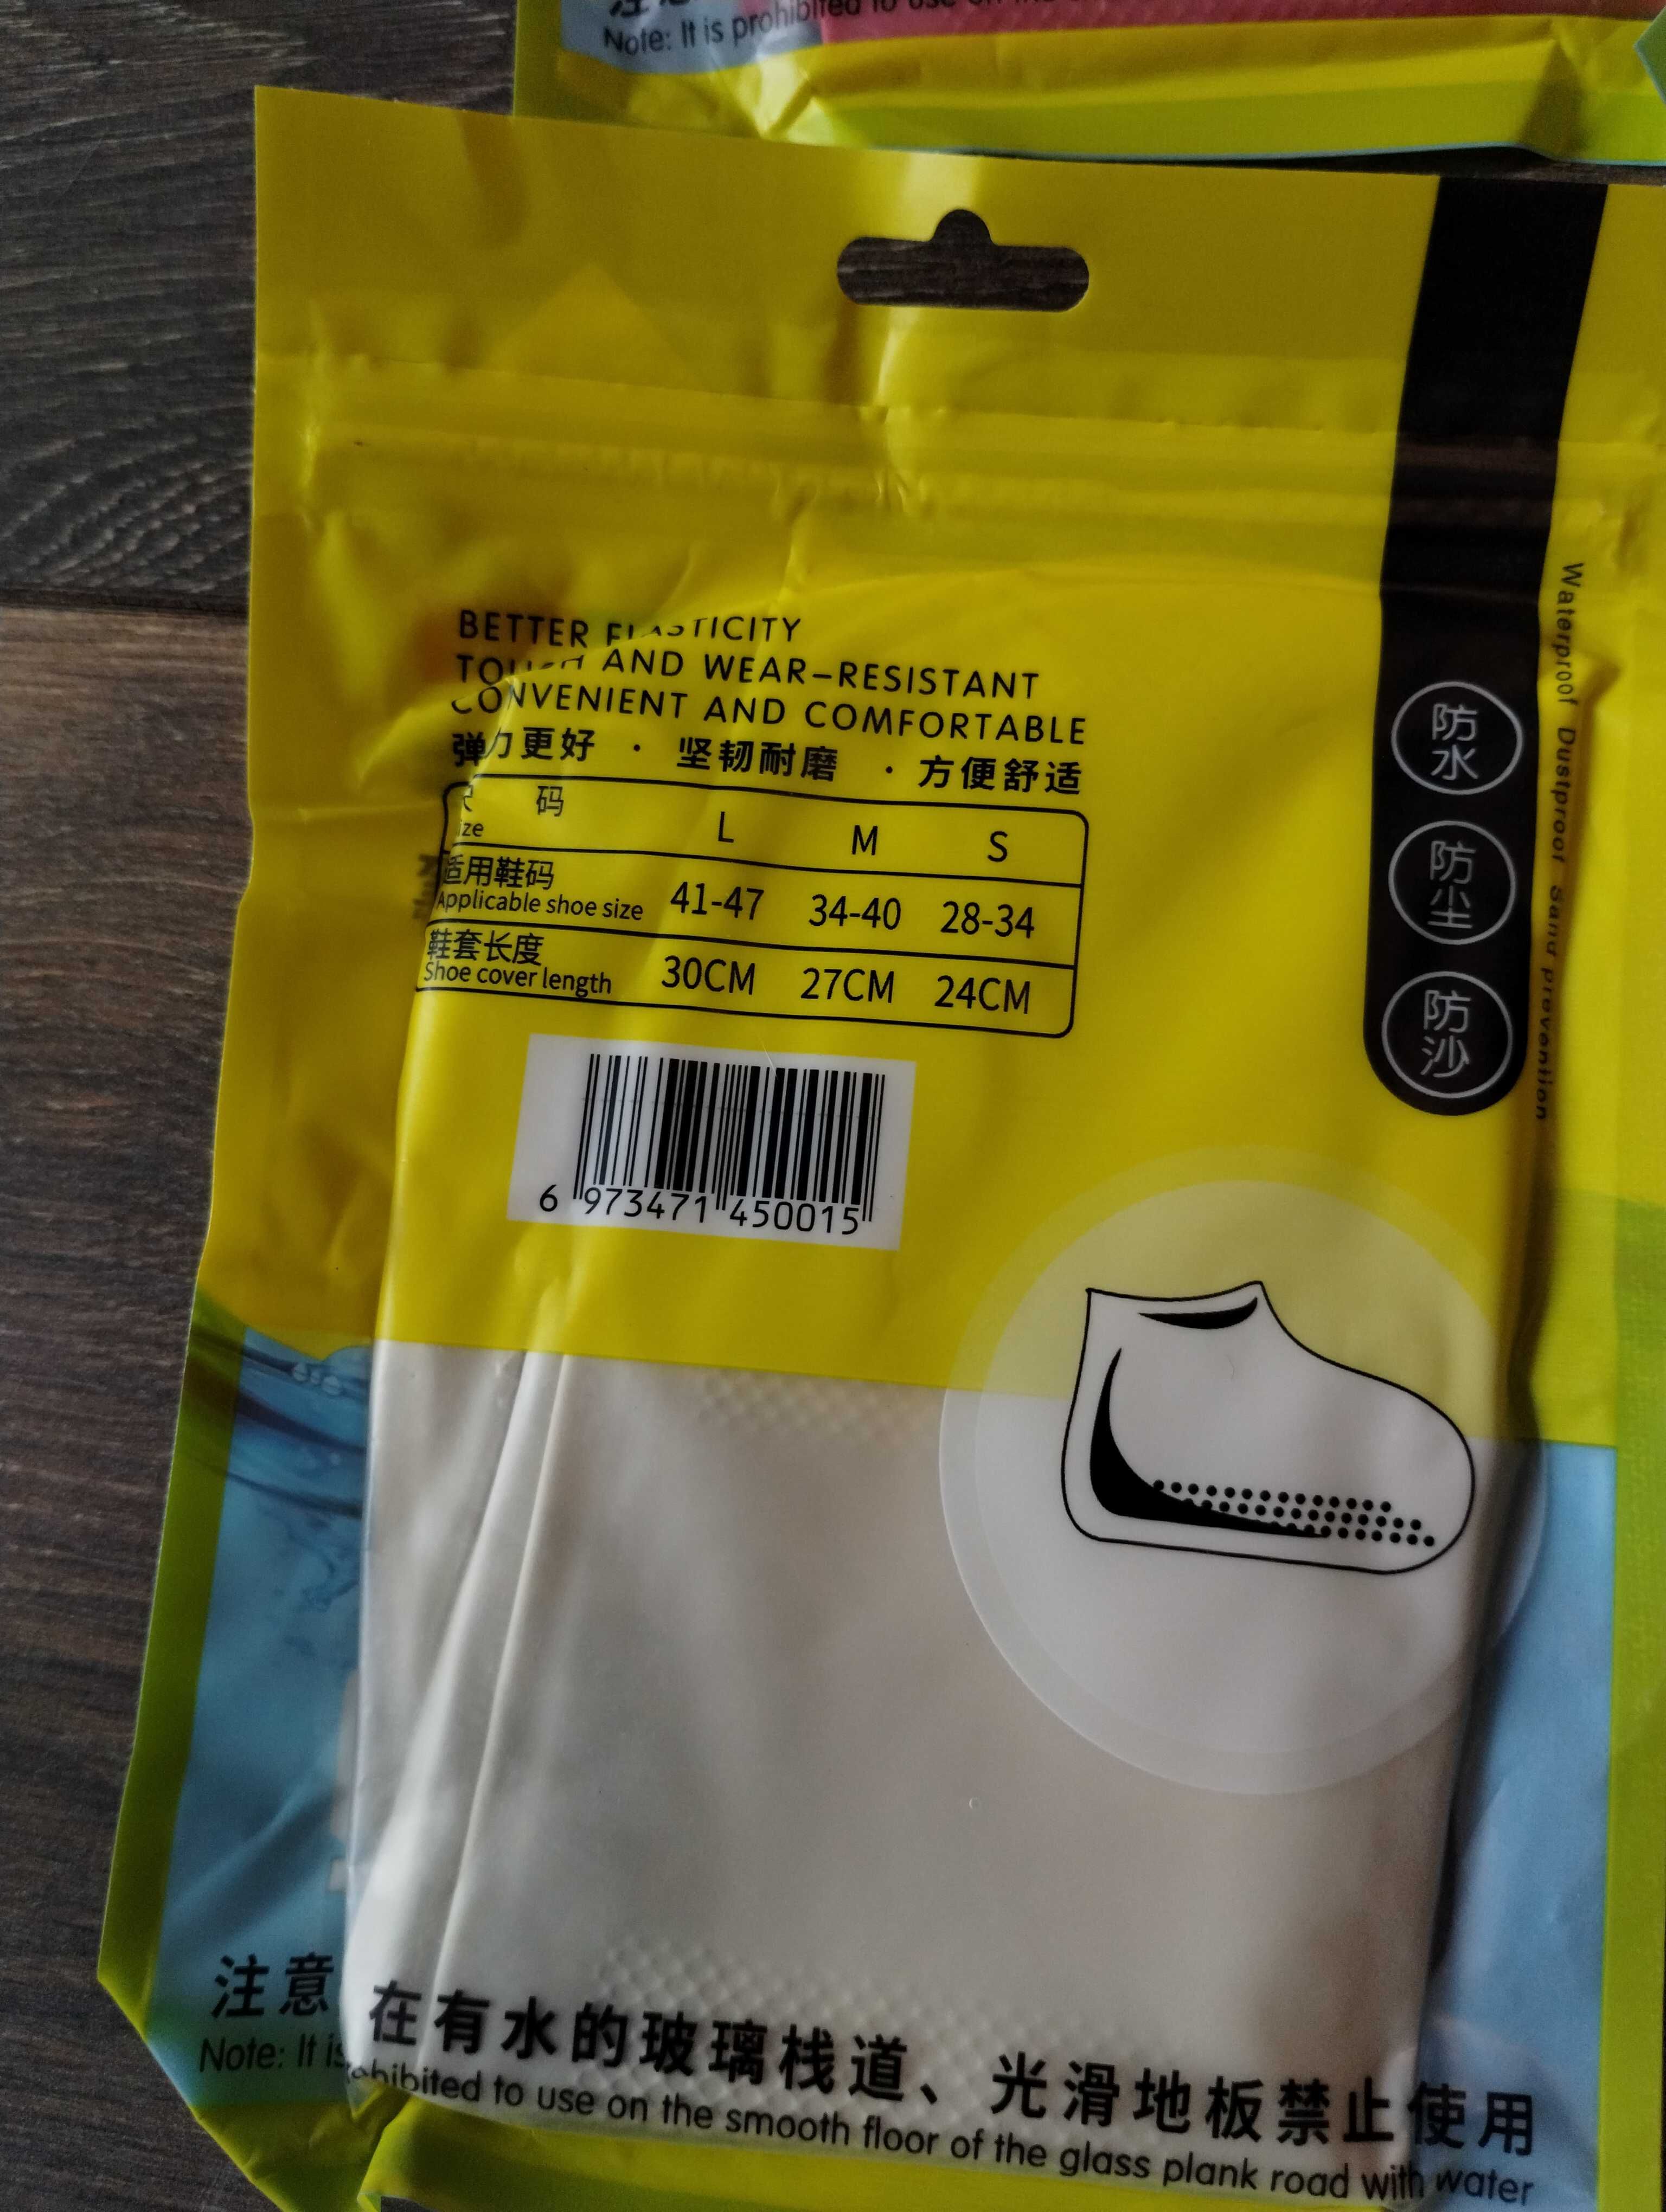 Note: It is prohibited to use on the
BETTER ELASTICITY
TOUGH AND WEAR-RESISTANT
CONVENIENT AND COMFORTABLE
弹力更好 · 坚韧耐磨 · 方便舒适
尺 码 L M S
Size
适用鞋码
Applicable shoe size 41-47 34-40 28-34
鞋套长度
Shoe cover length 30CM 27CM 24CM
6 973471 450015
防水
防尘
防沙
Waterproof Dustproof Sand prevention
注意 在有水的玻璃栈道、光滑地板禁止使用
Note: It is prohibited to use on the smooth floor of the glass plank road with water